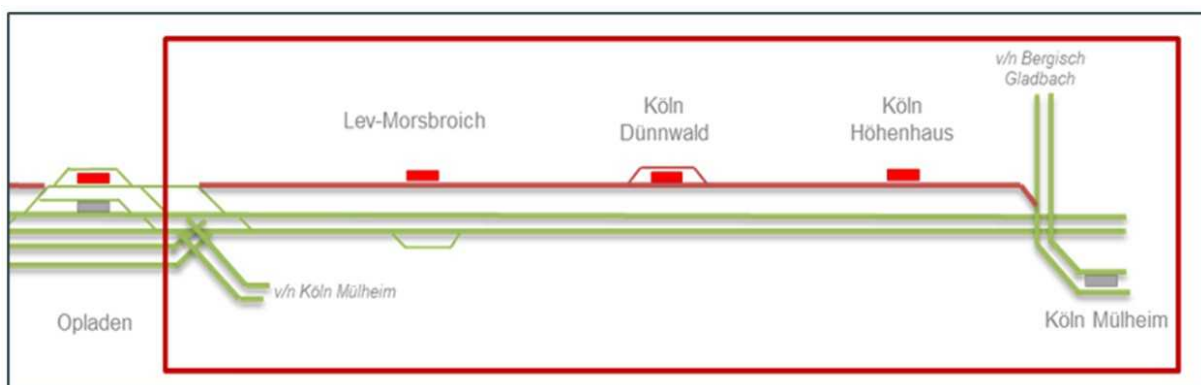 v/n Bergisch
Gladbach
Lev-Morsbroich
Köln
Dünnwald
Köln
Höhenhaus
v/n Köln Mülheim
Opladen
Köln Mülheim